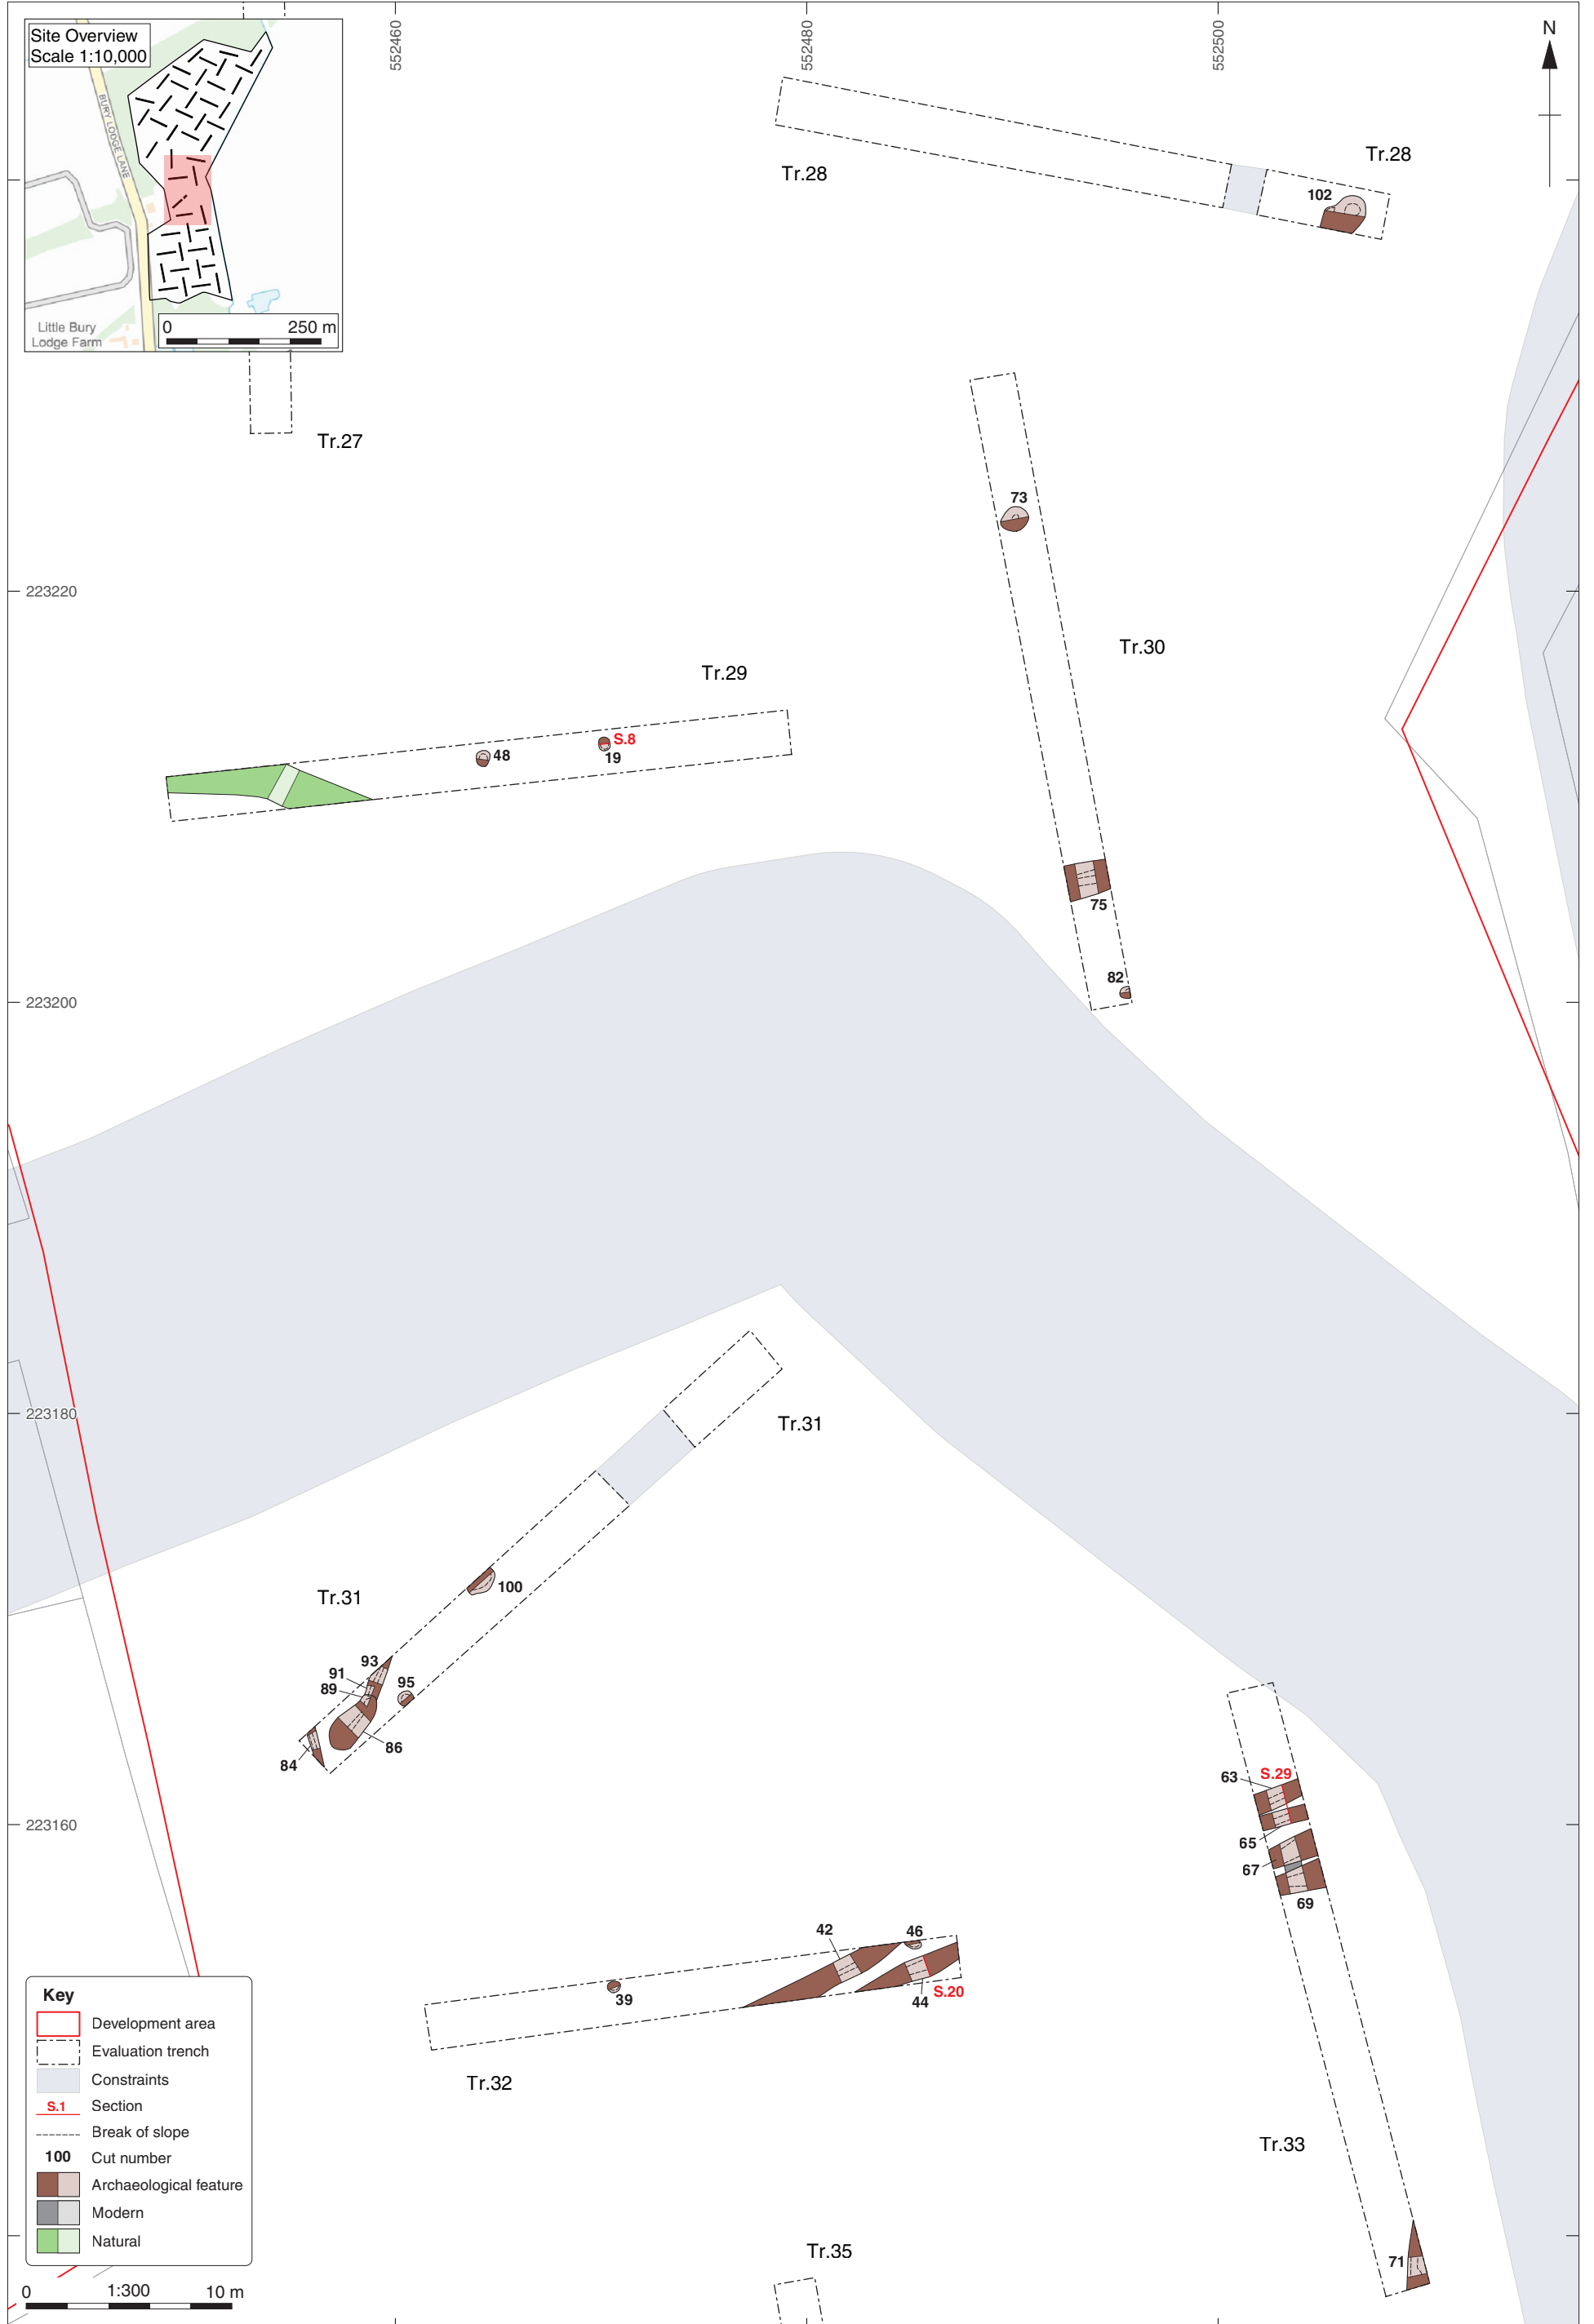 Site Overview
Scale 1:10,000
BURY LODGE LANE
Little Bury
Lodge Farm
0 250 m
552460
552480
552500
N
Tr.28
Tr.28
102
Tr.27
73
223220
Tr.30
Tr.29
S.8
48
19
75
82
223200
223180
Tr.31
100
Tr.31
93
91
89
95
86
84
S.29
63
223160
65
67
69
42
46
39
44
S.20
Tr.32
Tr.33
71
Tr.35
Key
Development area
Evaluation trench
Constraints
S.1 Section
Break of slope
100 Cut number
Archaeological feature
Modern
Natural
0 1:300 10 m